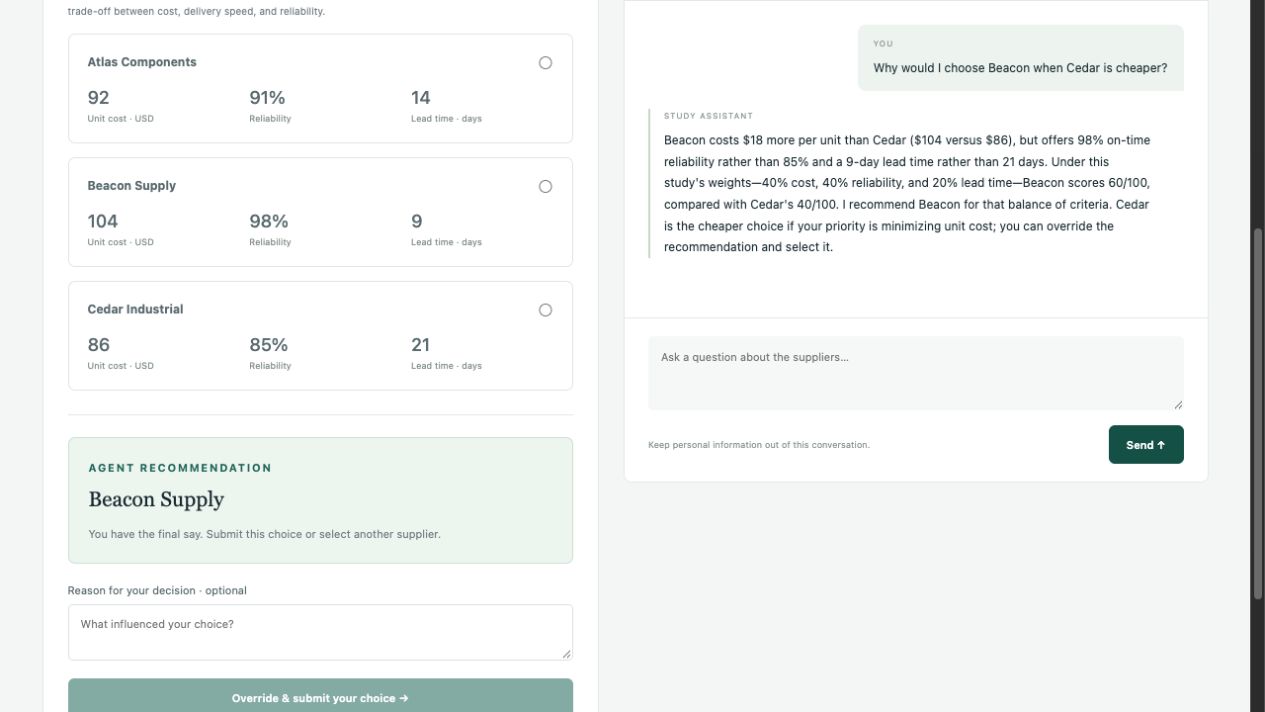 trade-off between cost, delivery speed, and reliability.
Atlas Components
92
91%
14
Unit cost · USD
Reliability
Lead time · days
Beacon Supply
104
98%
9
Unit cost · USD
Reliability
Lead time · days
Cedar Industrial
86
85%
21
Unit cost · USD
Reliability
Lead time · days
AGENT RECOMMENDATION
Beacon Supply
You have the final say. Submit this choice or select another supplier.
Reason for your decision · optional
What influenced your choice?
Override & submit your choice →
YOU
Why would I choose Beacon when Cedar is cheaper?
STUDY ASSISTANT
Beacon costs $18 more per unit than Cedar ($104 versus $86), but offers 98% on-time
reliability rather than 85% and a 9-day lead time rather than 21 days. Under this
study's weights—40% cost, 40% reliability, and 20% lead time—Beacon scores 60/100,
compared with Cedar's 40/100. I recommend Beacon for that balance of criteria. Cedar
is the cheaper choice if your priority is minimizing unit cost; you can override the
recommendation and select it.
Ask a question about the suppliers...
Keep personal information out of this conversation.
Send ↑